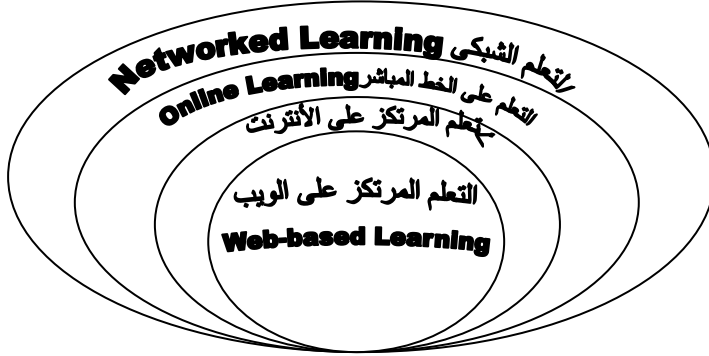 Networked Learning التعلم الشبكى
Online Learning التعلم على الخط المباشر
التعلم المرتكز على الأنترنت
التعلم المرتكز على الويب
Web-based Learning